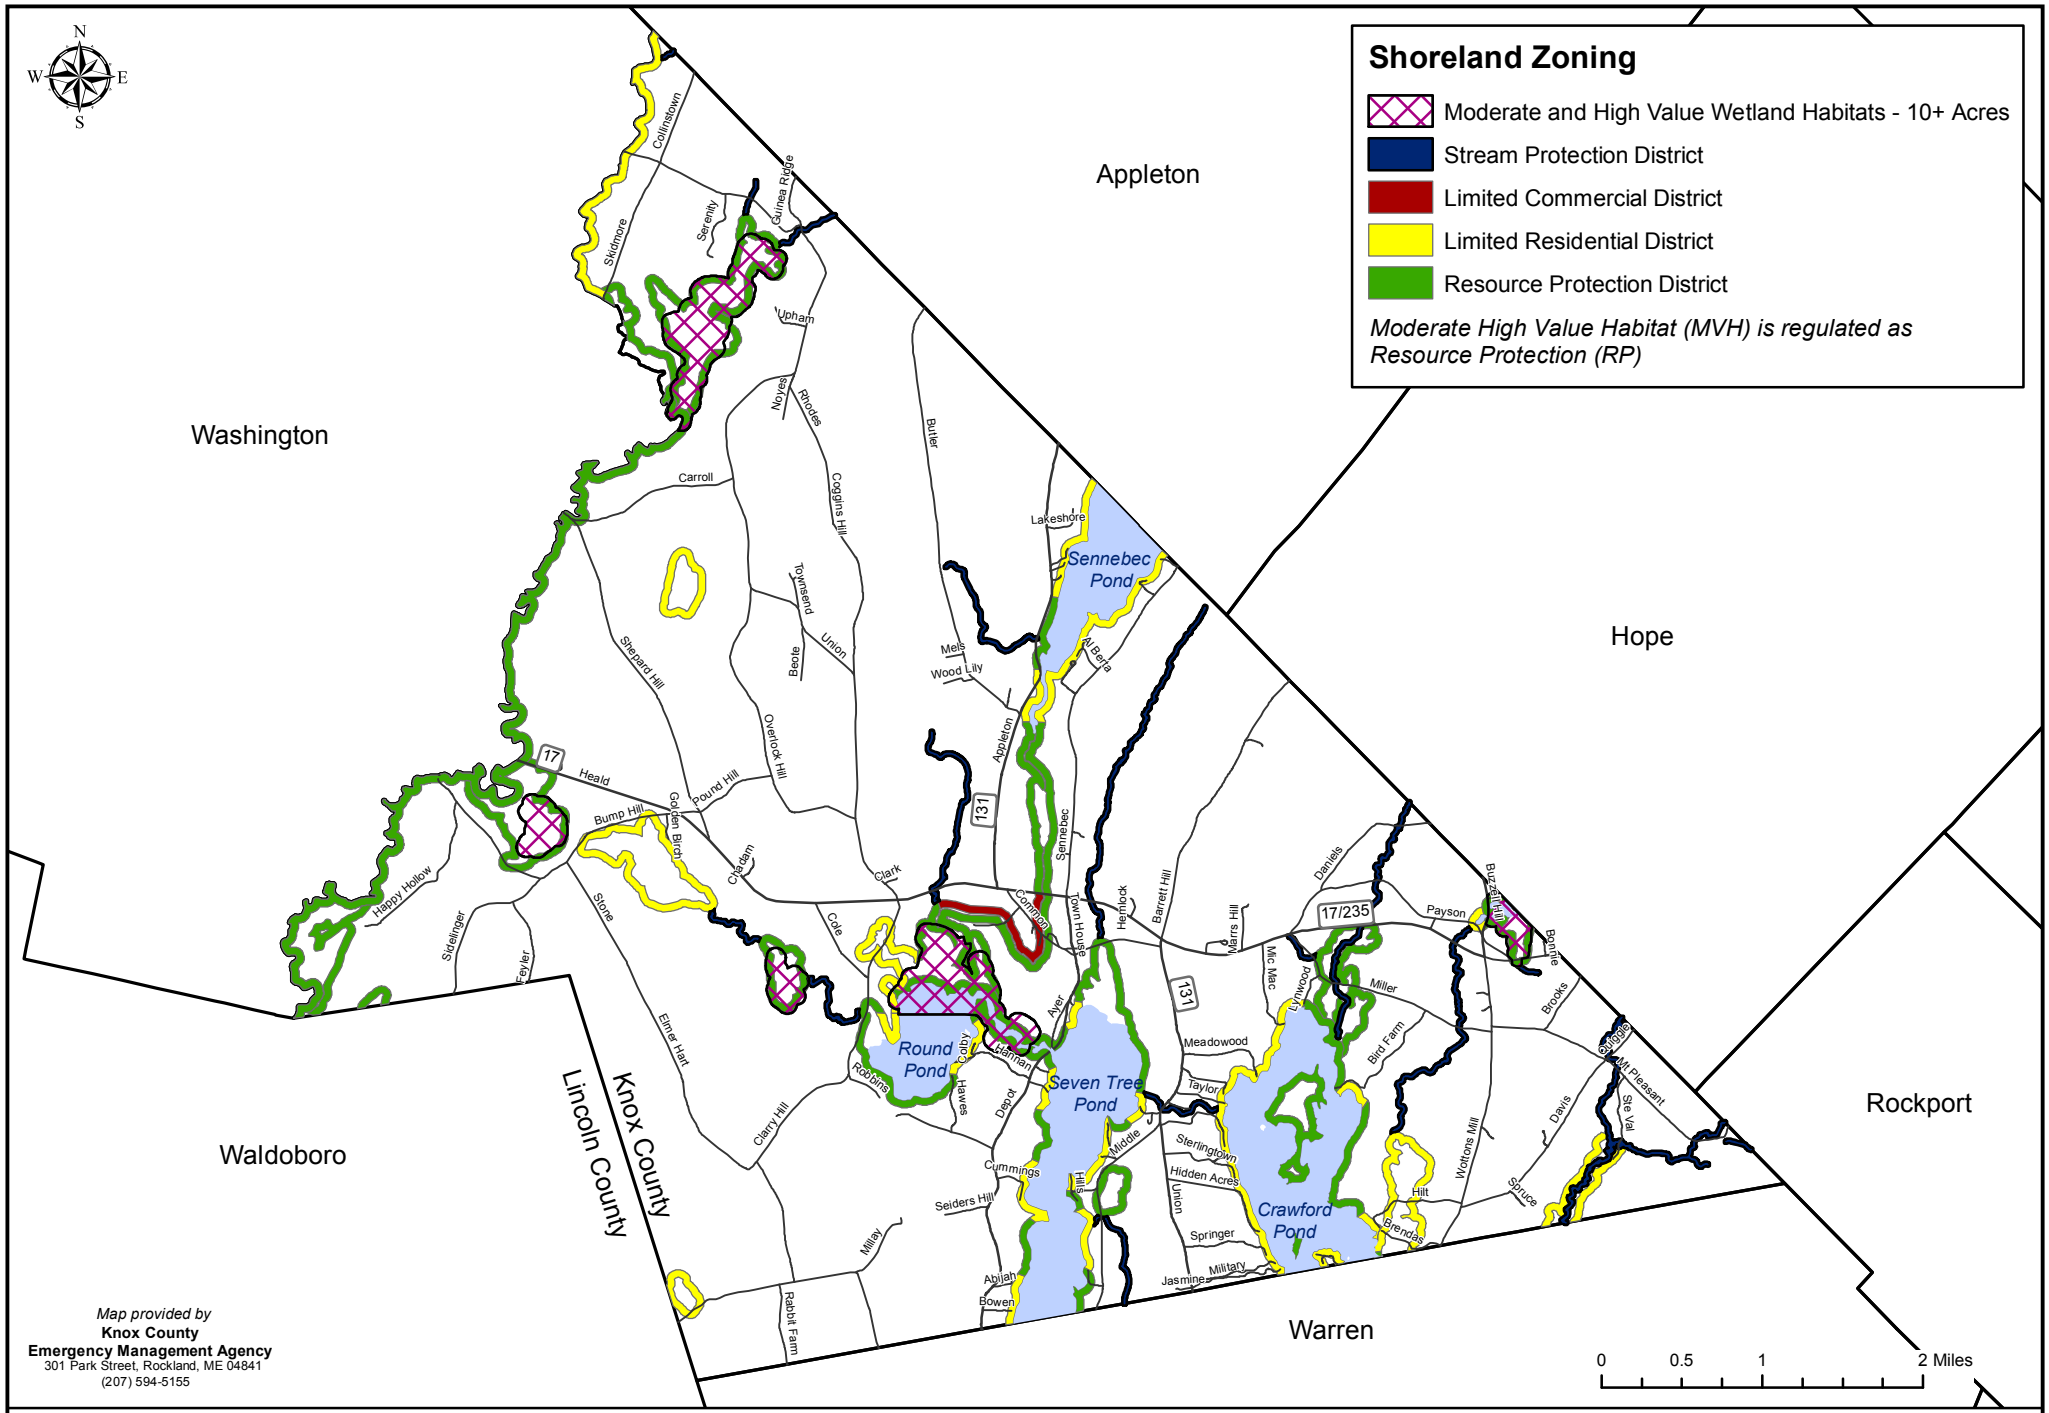 N
W
E
S
Shoreland Zoning
Moderate and High Value Wetland Habitats - 10+ Acres
Stream Protection District
Limited Commercial District
Limited Residential District
Resource Protection District
Moderate High Value Habitat (MVH) is regulated as
Resource Protection (RP)
Appleton
Washington
Hope
Rockport
Warren
Waldoboro
Knox County
Lincoln County
Collinstown
Guinea Ridge
Serenity
Skidmore
Upham
Noyes
Rhodes
Butler
Carroll
Coggins Hill
Lakeshore
Sennebec
Pond
Townsend
Union
Beote
Shepard Hill
Mels
Wood Lily
Al Berta
Overlock Hill
Appleton
17
Heald
Pound Hill
Golden Birch
Bump Hill
131
Sennebec
Chadam
Clark
Common
Town House
Hemlock
Barrett Hill
Daniels
Buzzell Hill
Payson
17/235
Marrs Hill
Bonnie
Happy Hollow
Sidelinger
Feyler
Stone
Cole
Mic Mac
Lynwood
Miller
131
Ayer
Brooks
Elmer Hart
Round
Pond
Colby
Hannan
Robbins
Hawes
Depot
Seven Tree
Pond
Meadowood
Taylor
Bird Farm
Quiggle
Mt Pleasant
Ste Val
Davis
Clarry Hill
Middle
Sterlingtown
Hidden Acres
Wottons Mill
Cummings
Hills
Union
Hilt
Spruce
Seiders Hill
Crawford
Pond
Brendas
Millay
Springer
Military
Jasmine
Abijah
Bowen
Rabbit Farm
Map provided by
Knox County
Emergency Management Agency
301 Park Street, Rockland, ME 04841
(207) 594-5155
0 0.5 1 2 Miles